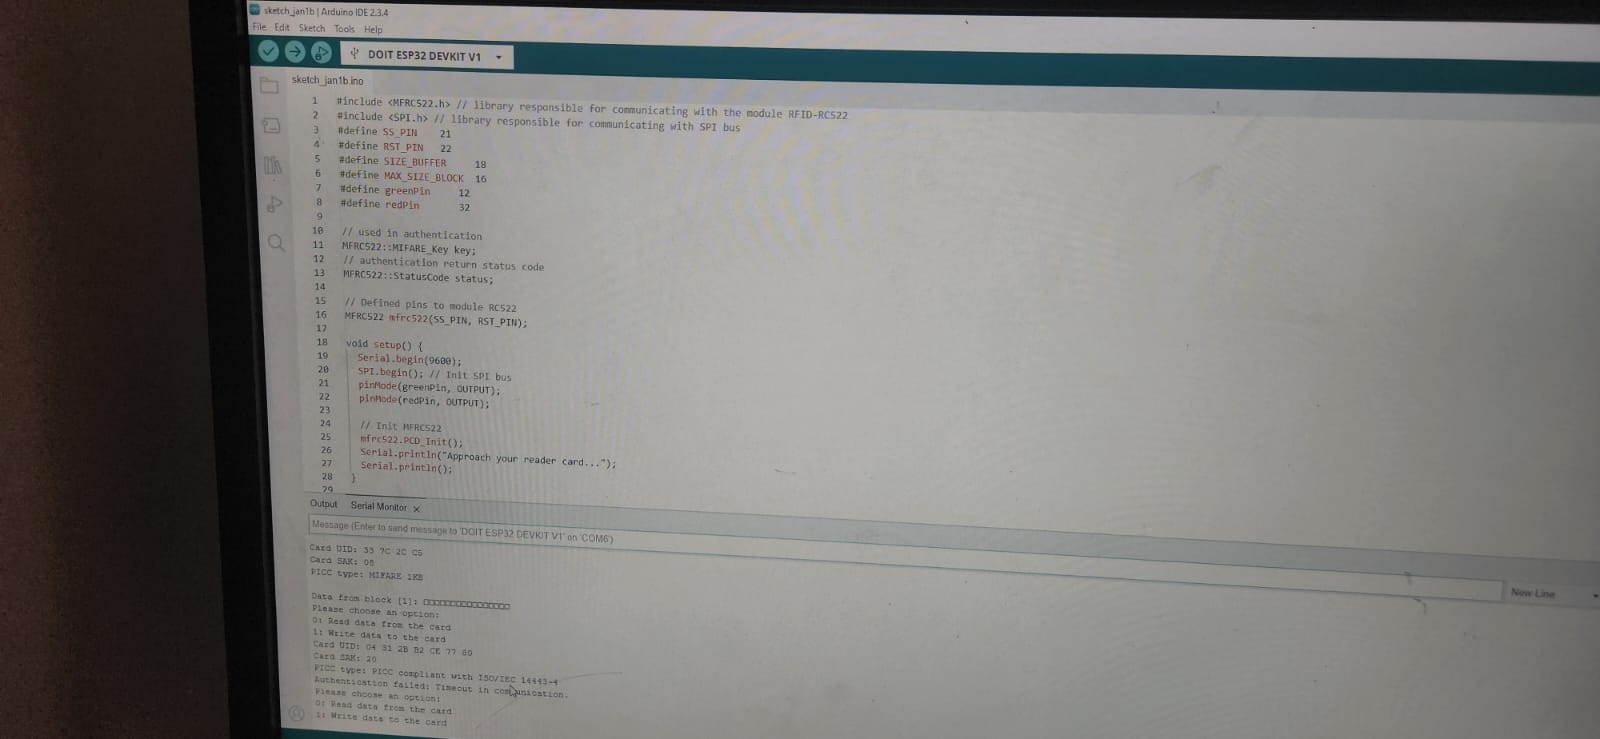 sketch_jan1b | Arduino IDE 2.3.4
File Edit Sketch Tools Help
DOIT ESP32 DEVKIT V1
sketch_jan1b.ino
1 #include <MFRC522.h> // library responsible for communicating with the module RFID-RC522
2 #include <SPI.h> // library responsible for communicating with SPI bus
3 #define SS_PIN 21
4 #define RST_PIN 22
5 #define SIZE_BUFFER 18
6 #define MAX_SIZE_BLOCK 16
7 #define greenPin 12
8 #define redPin 32
9
10 // used in authentication
11 MFRC522::MIFARE_Key key;
12 // authentication return status code
13 MFRC522::StatusCode status;
14
15 // Defined pins to module RC522
16 MFRC522 mfrc522(SS_PIN, RST_PIN);
17
18 void setup() {
19 Serial.begin(9600);
20 SPI.begin(); // Init SPI bus
21 pinMode(greenPin, OUTPUT);
22 pinMode(redPin, OUTPUT);
23
24 // Init MFRC522
25 mfrc522.PCD_Init();
26 Serial.println("Approach your reader card...");
27 Serial.println();
28 }
29
Output Serial Monitor ×
Message (Enter to send message to 'DOIT ESP32 DEVKIT V1' on 'COM6')
New Line
Card UID: 7C 2C C5
Card SAK: 08
PICC type: MIFARE 1KB
Data from block [1]: □□□□□□□□□□□□□□□□
Please choose an option:
0: Read data from the card
1: Write data to the card
Card UID: 04 31 2B B2 CE 77 80
Card SAK: 20
PICC type: PICC compliant with ISO/IEC 14443-4
Authentication failed: Timeout in communication.
Please choose an option:
0: Read data from the card
1: Write data to the card